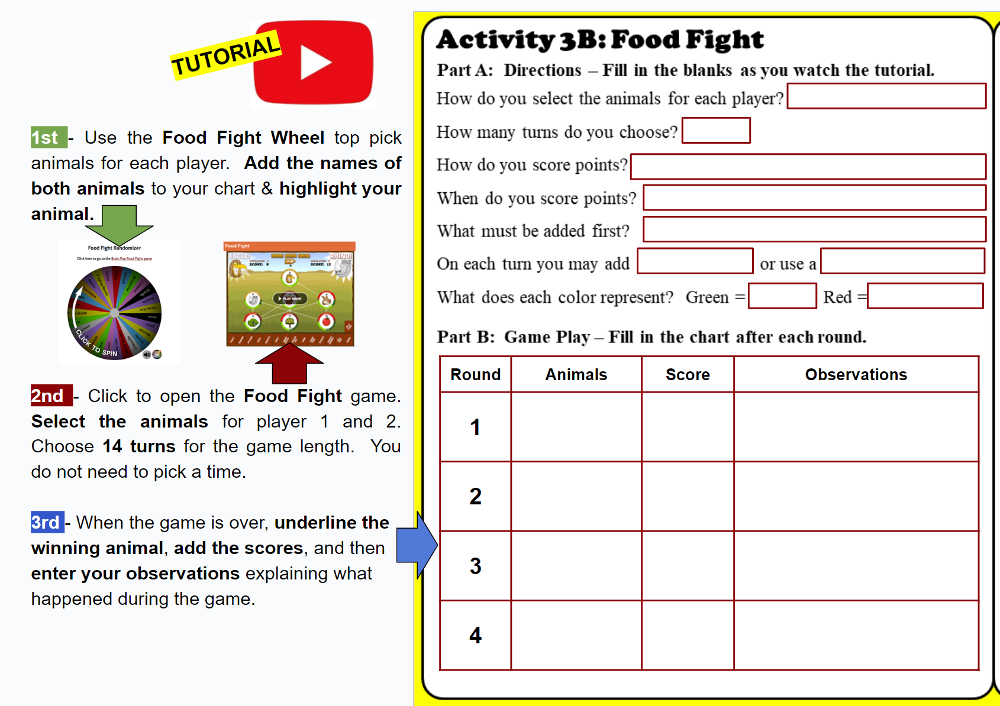 TUTORIAL
1st - Use the Food Fight Wheel top pick
animals for each player. Add the names of
both animals to your chart & highlight your
animal.
Food Fight Randomizer
Click here to go to the Brain Pop Food Fight game
CLICK TO SPIN
Food Fight
EAGLE!
SCORE: 9
RHINO!
SCORE: 13
PLAY GAME
2nd - Click to open the Food Fight game.
Select the animals for player 1 and 2.
Choose 14 turns for the game length. You
do not need to pick a time.
3rd - When the game is over, underline the
winning animal, add the scores, and then
enter your observations explaining what
happened during the game.
Activity 3B: Food Fight
Part A: Directions – Fill in the blanks as you watch the tutorial.
How do you select the animals for each player?
How many turns do you choose?
How do you score points?
When do you score points?
What must be added first?
On each turn you may add or use a
What does each color represent? Green = Red =
Part B: Game Play – Fill in the chart after each round.
Round Animals Score Observations
1
2
3
4